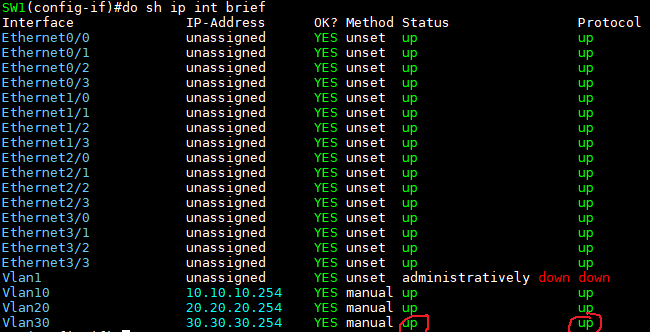 SW1(config-if)#do sh ip int brief
Interface IP-Address OK? Method Status Protocol
Ethernet0/0 unassigned YES unset up up
Ethernet0/1 unassigned YES unset up up
Ethernet0/2 unassigned YES unset up up
Ethernet0/3 unassigned YES unset up up
Ethernet1/0 unassigned YES unset up up
Ethernet1/1 unassigned YES unset up up
Ethernet1/2 unassigned YES unset up up
Ethernet1/3 unassigned YES unset up up
Ethernet2/0 unassigned YES unset up up
Ethernet2/1 unassigned YES unset up up
Ethernet2/2 unassigned YES unset up up
Ethernet2/3 unassigned YES unset up up
Ethernet3/0 unassigned YES unset up up
Ethernet3/1 unassigned YES unset up up
Ethernet3/2 unassigned YES unset up up
Ethernet3/3 unassigned YES unset up up
Vlan1 unassigned YES unset administratively down down
Vlan10 10.10.10.254 YES manual up up
Vlan20 20.20.20.254 YES manual up up
Vlan30 30.30.30.254 YES manual up up